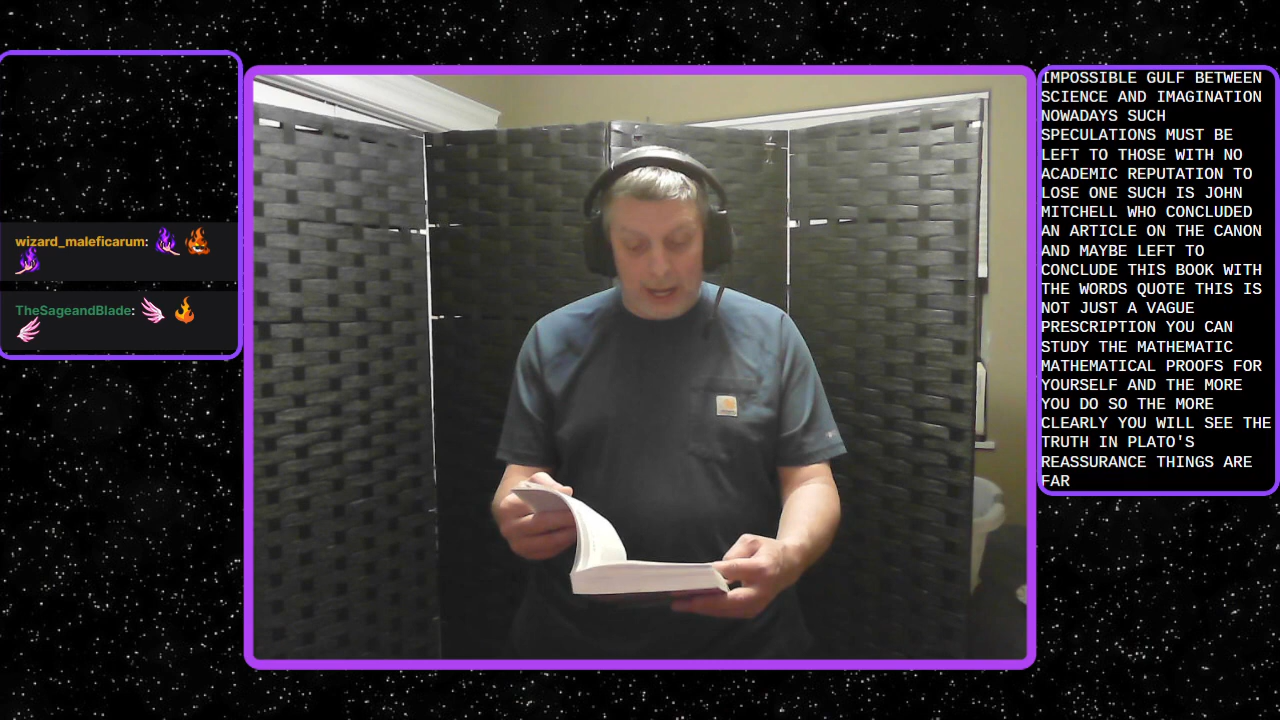 wizard_maleficarum:
TheSageandBlade:
IMPOSSIBLE GULF BETWEEN
SCIENCE AND IMAGINATION
NOWADAYS SUCH
SPECULATIONS MUST BE
LEFT TO THOSE WITH NO
ACADEMIC REPUTATION TO
LOSE ONE SUCH IS JOHN
MITCHELL WHO CONCLUDED
AN ARTICLE ON THE CANON
AND MAYBE LEFT TO
CONCLUDE THIS BOOK WITH
THE WORDS QUOTE THIS IS
NOT JUST A VAGUE
PRESCRIPTION YOU CAN
STUDY THE MATHEMATIC
MATHEMATICAL PROOFS FOR
YOURSELF AND THE MORE
YOU DO SO THE MORE
CLEARLY YOU WILL SEE THE
TRUTH IN PLATO'S
REASSURANCE THINGS ARE
FAR